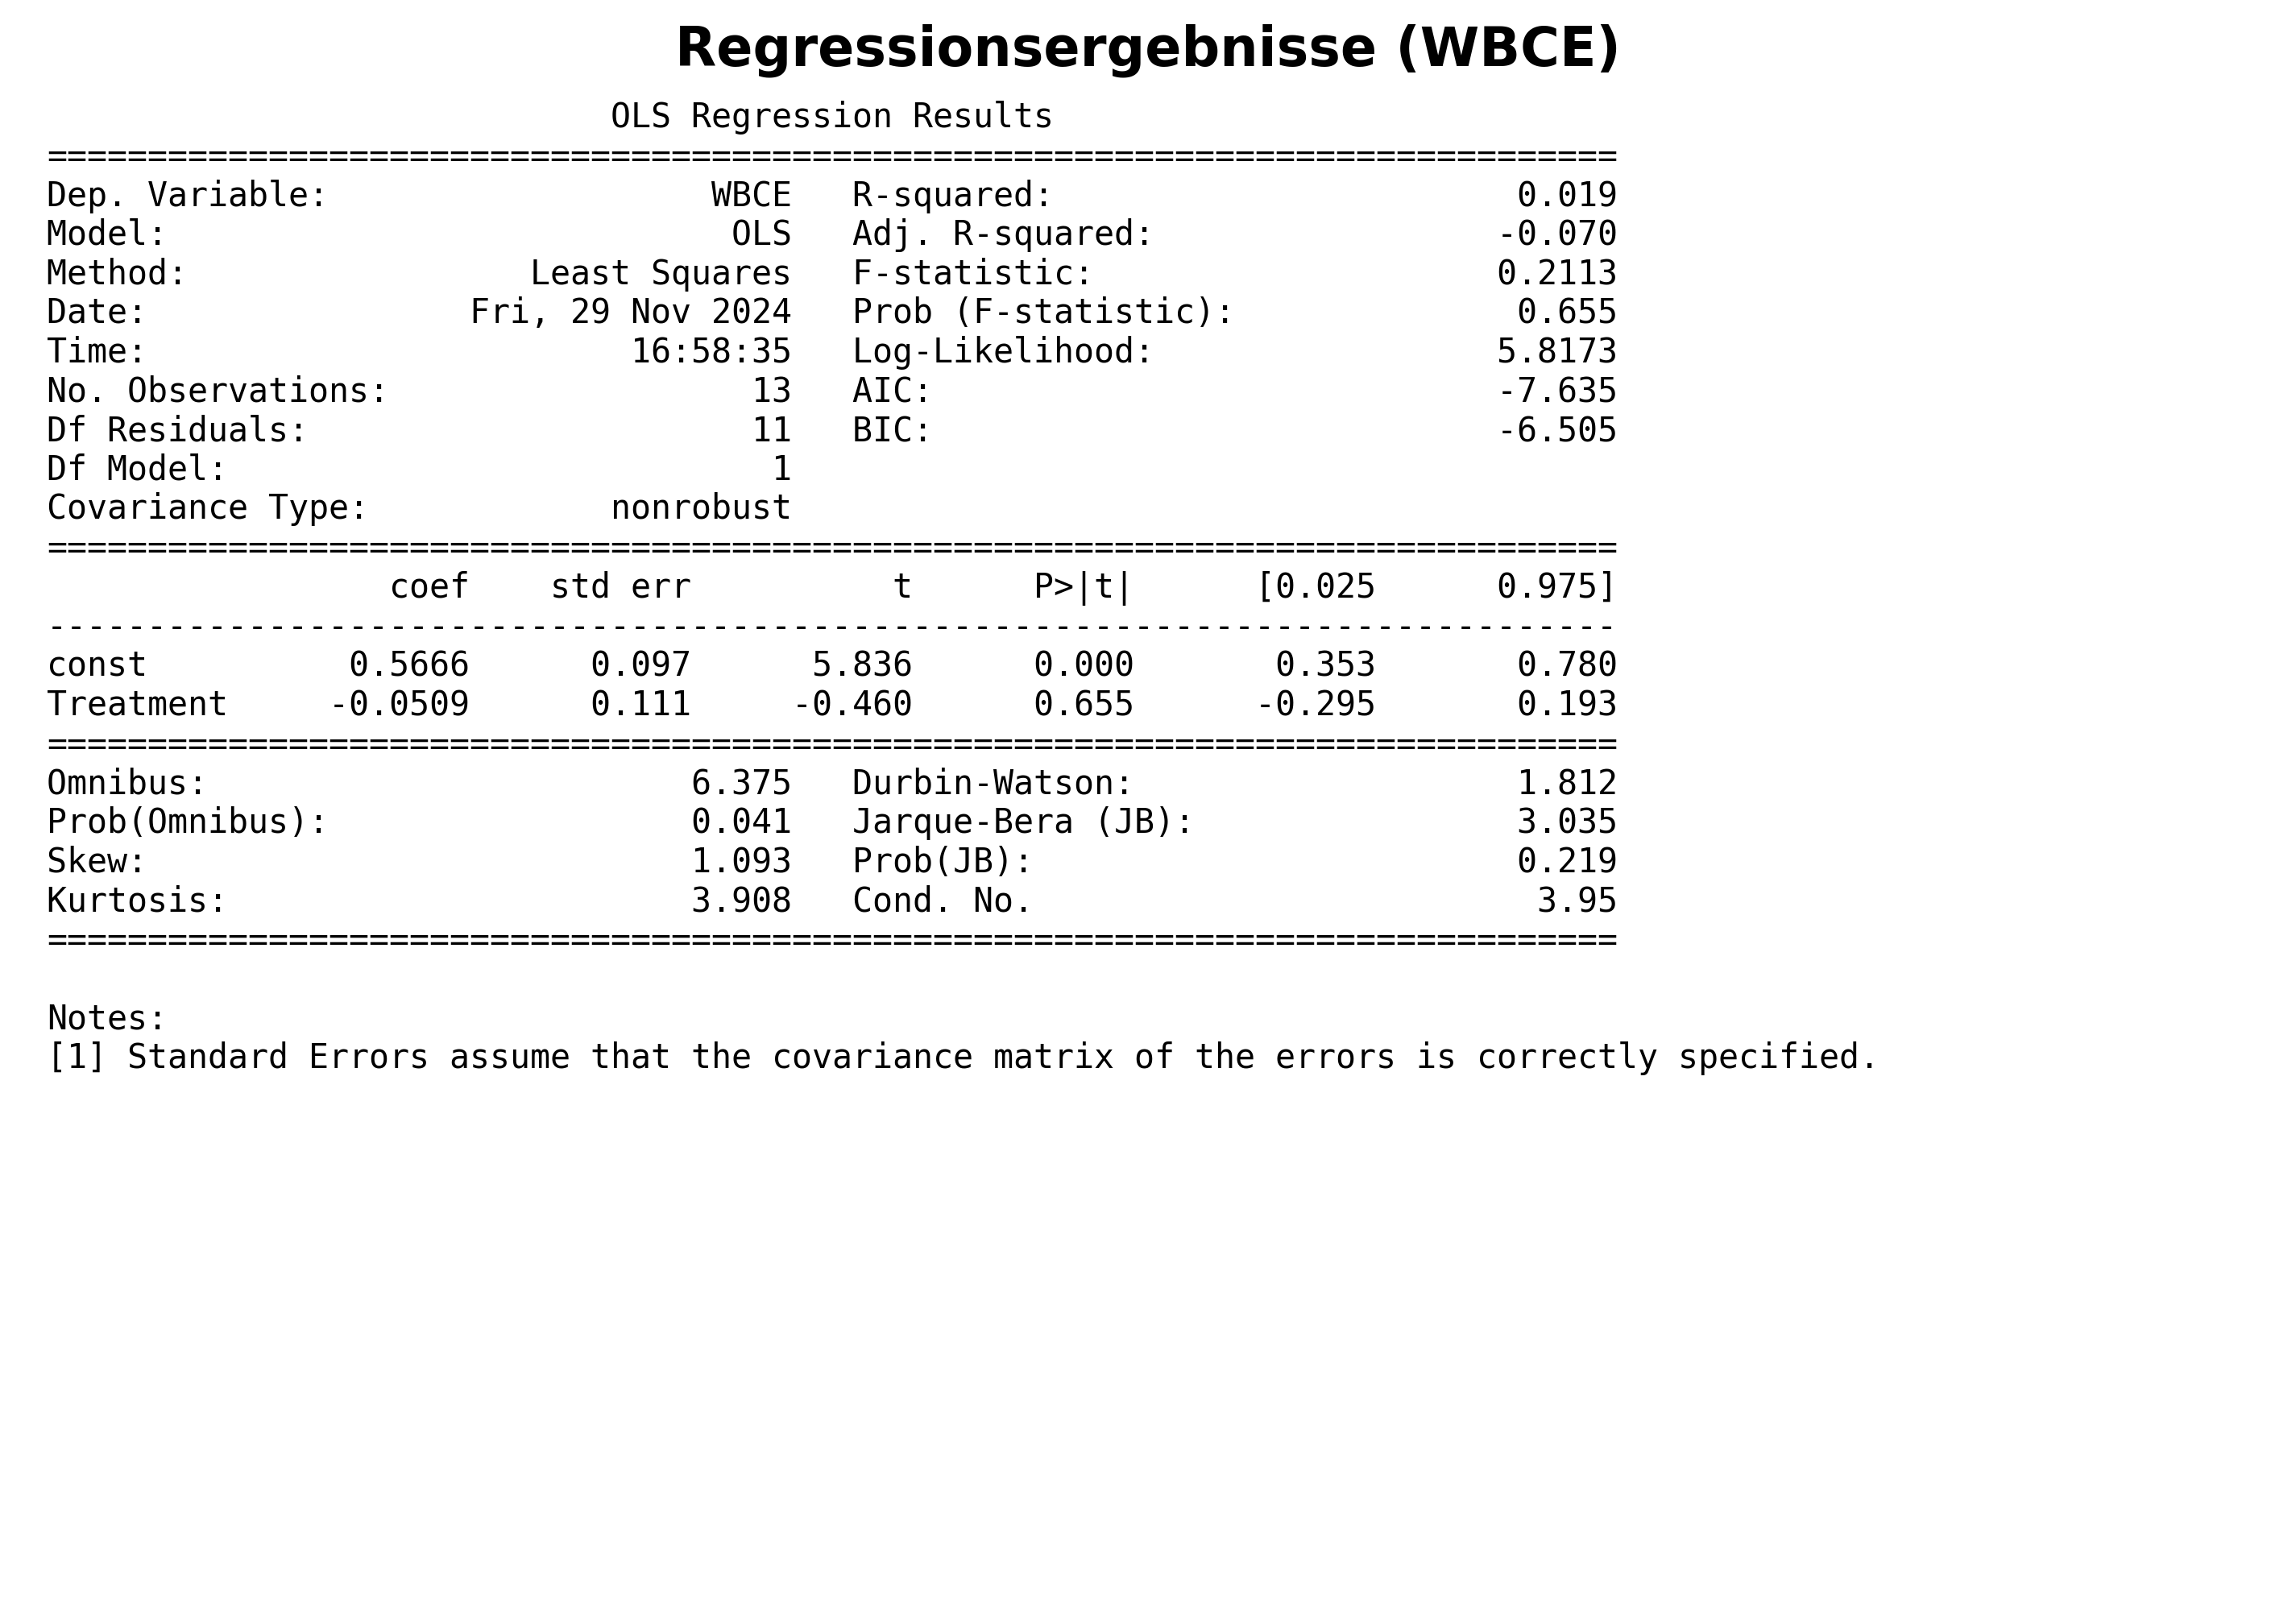 Regressionsergebnisse (WBCE)
OLS Regression Results
==============================================================================
Dep. Variable:                   WBCE   R-squared:                       0.019
Model:                            OLS   Adj. R-squared:                 -0.070
Method:                 Least Squares   F-statistic:                    0.2113
Date:                Fri, 29 Nov 2024   Prob (F-statistic):              0.655
Time:                        16:58:35   Log-Likelihood:                 5.8173
No. Observations:                  13   AIC:                            -7.635
Df Residuals:                      11   BIC:                            -6.505
Df Model:                           1
Covariance Type:            nonrobust
==============================================================================
                 coef    std err          t      P>|t|      [0.025      0.975]
------------------------------------------------------------------------------
const          0.5666      0.097      5.836      0.000       0.353       0.780
Treatment     -0.0509      0.111     -0.460      0.655      -0.295       0.193
==============================================================================
Omnibus:                        6.375   Durbin-Watson:                   1.812
Prob(Omnibus):                  0.041   Jarque-Bera (JB):                3.035
Skew:                           1.093   Prob(JB):                        0.219
Kurtosis:                       3.908   Cond. No.                         3.95
==============================================================================
Notes:
[1] Standard Errors assume that the covariance matrix of the errors is correctly specified.